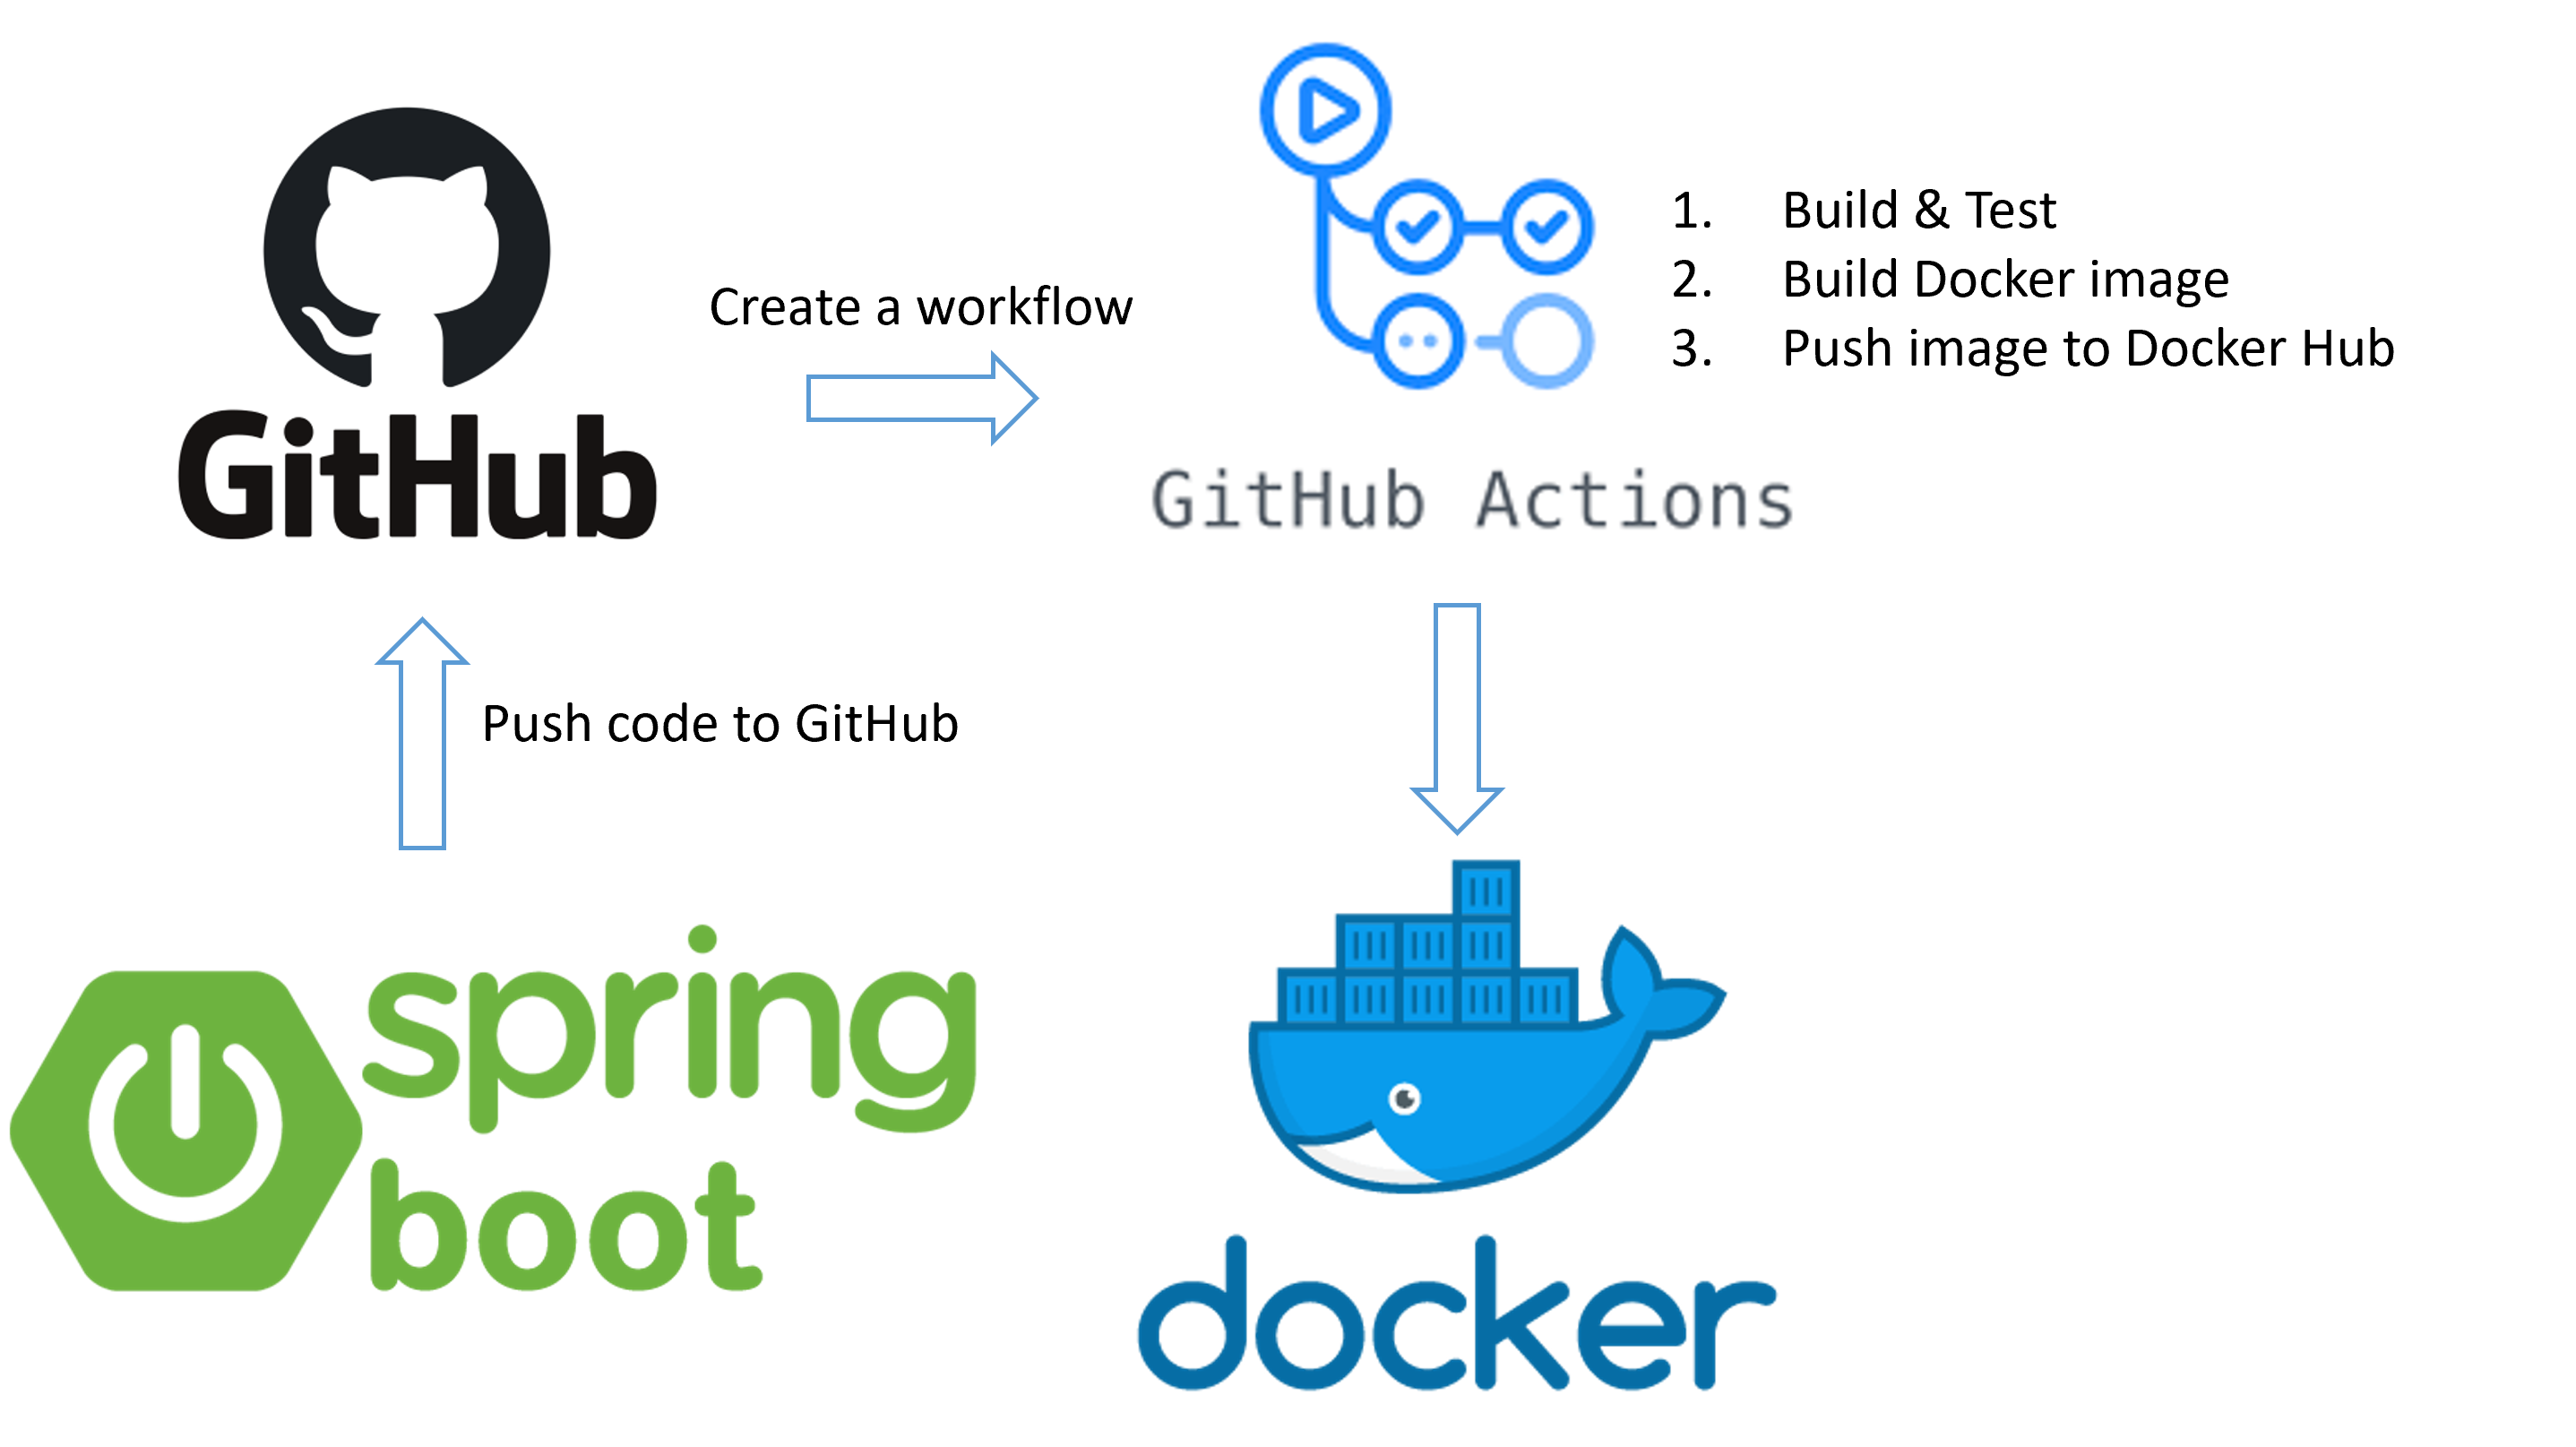 GitHub
Create a workflow
1. Build & Test
2. Build Docker image
3. Push image to Docker Hub
GitHub Actions
Push code to GitHub
spring
boot
docker